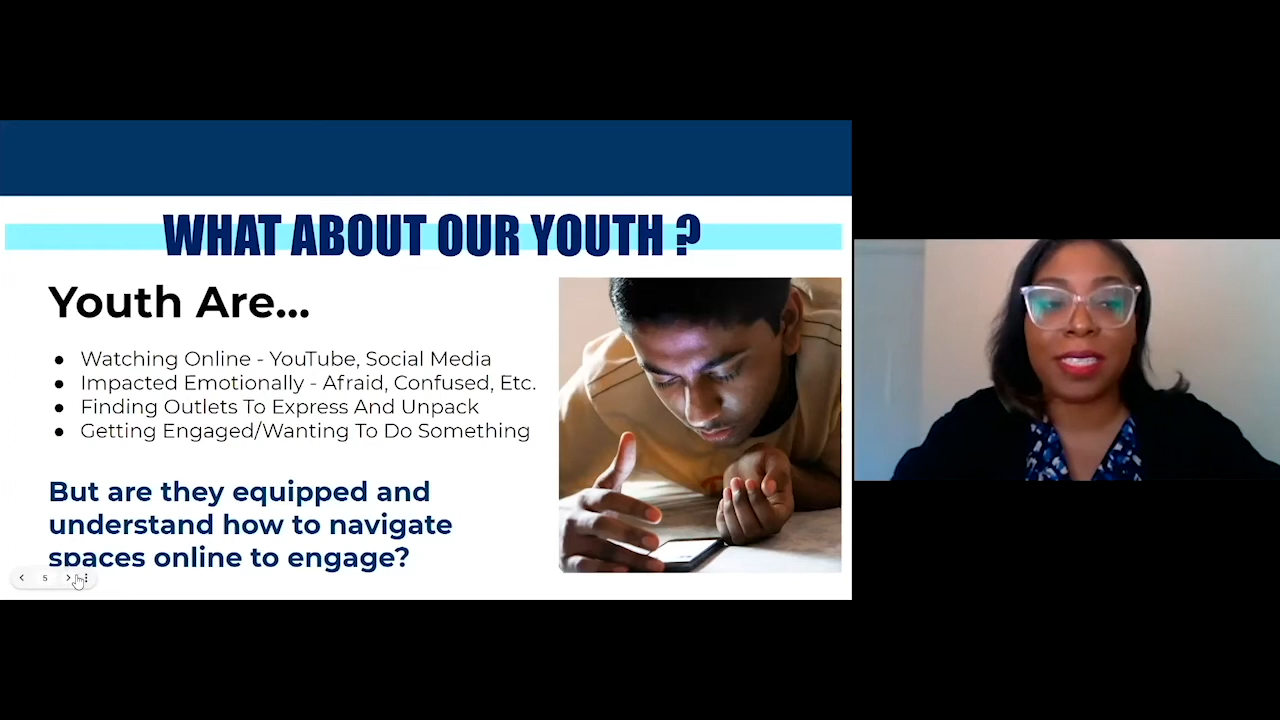 WHAT ABOUT OUR YOUTH ?
Youth Are...
● Watching Online - YouTube, Social Media
● Impacted Emotionally - Afraid, Confused, Etc.
● Finding Outlets To Express And Unpack
● Getting Engaged/Wanting To Do Something
But are they equipped and
understand how to navigate
spaces online to engage?
5